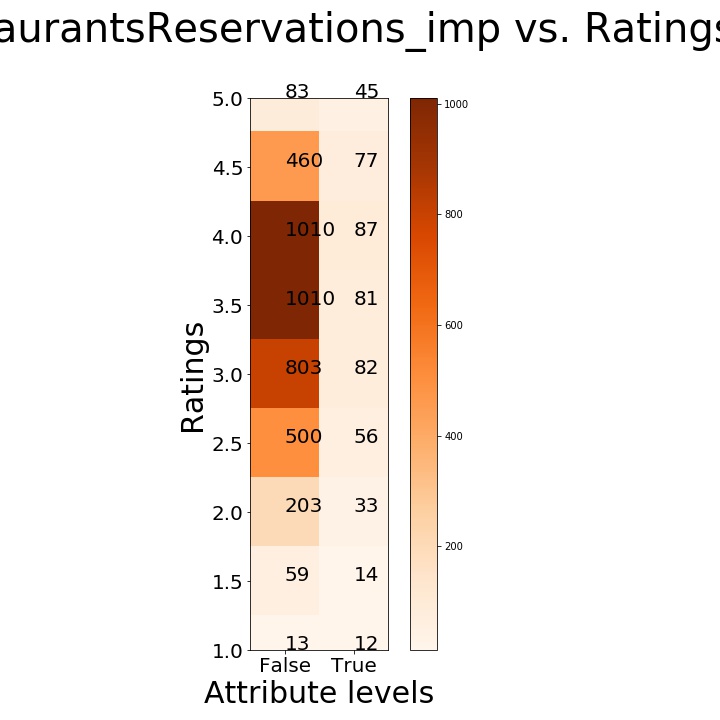 aurantsReservations_imp vs. Ratings
5.0 83 45
1000
4.5 460 77
4.0 1010 87
800
3.5 1010 81
600
3.0 803 82
2.5 500 56
400
2.0 203 33
200
1.5 59 14
1.0 13 12
Ratings
False True
Attribute levels